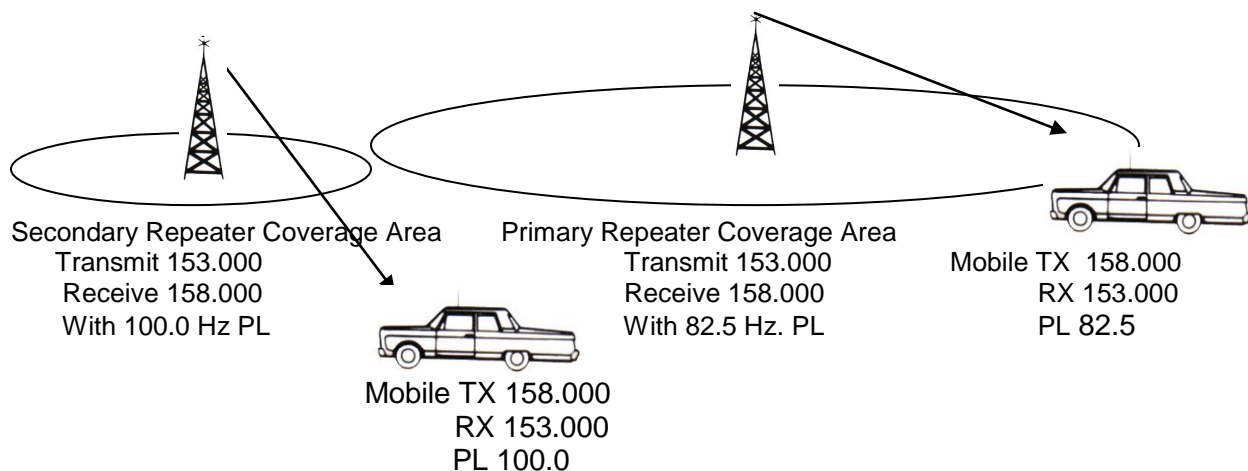 Secondary Repeater Coverage Area
Transmit 153.000
Receive 158.000
With 100.0 Hz PL
Primary Repeater Coverage Area
Transmit 153.000
Receive 158.000
With 82.5 Hz. PL
Mobile TX 158.000
RX 153.000
PL 82.5
Mobile TX 158.000
RX 153.000
PL 100.0